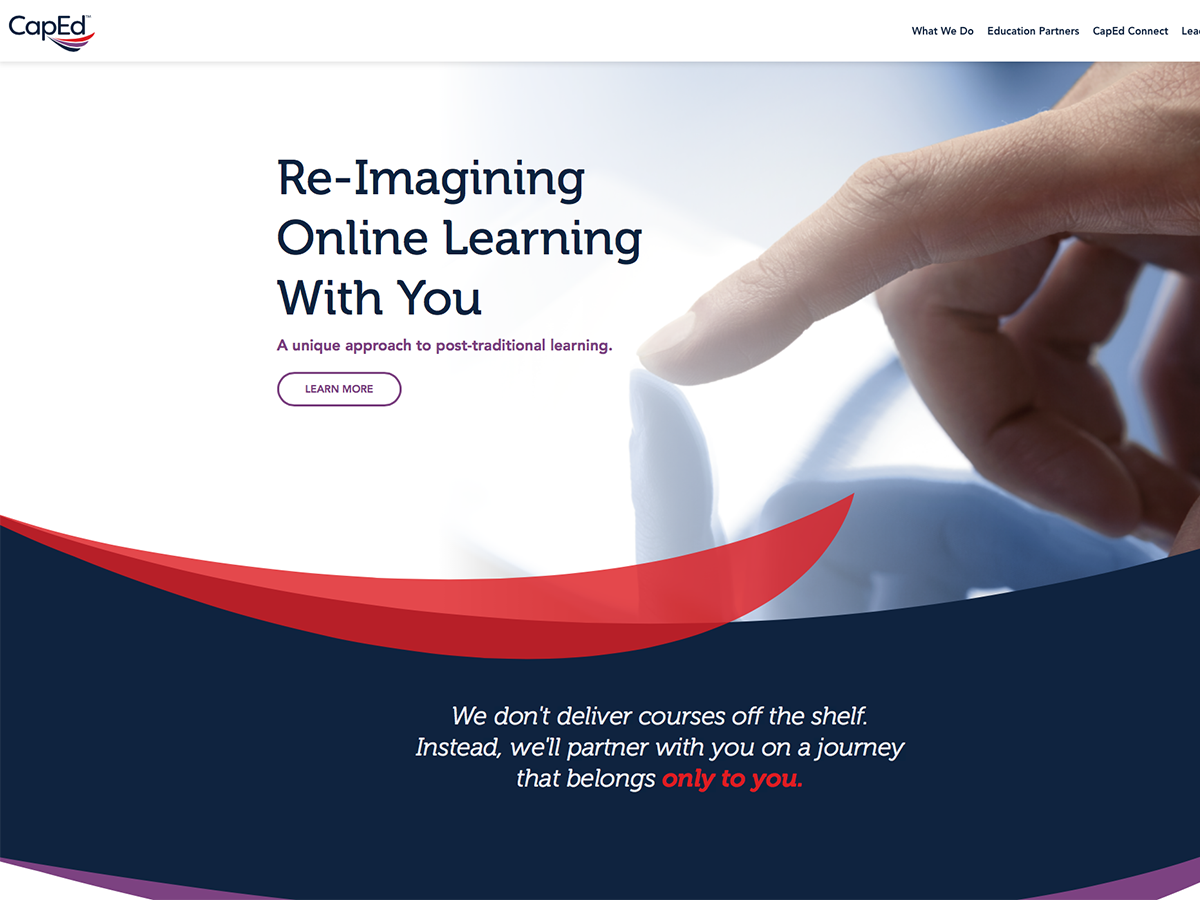 CapEd™
What We Do Education Partners CapEd Connect
Re-Imagining
Online Learning
With You
A unique approach to post-traditional learning.
LEARN MORE
We don't deliver courses off the shelf.
Instead, we'll partner with you on a journey
that belongs only to you.